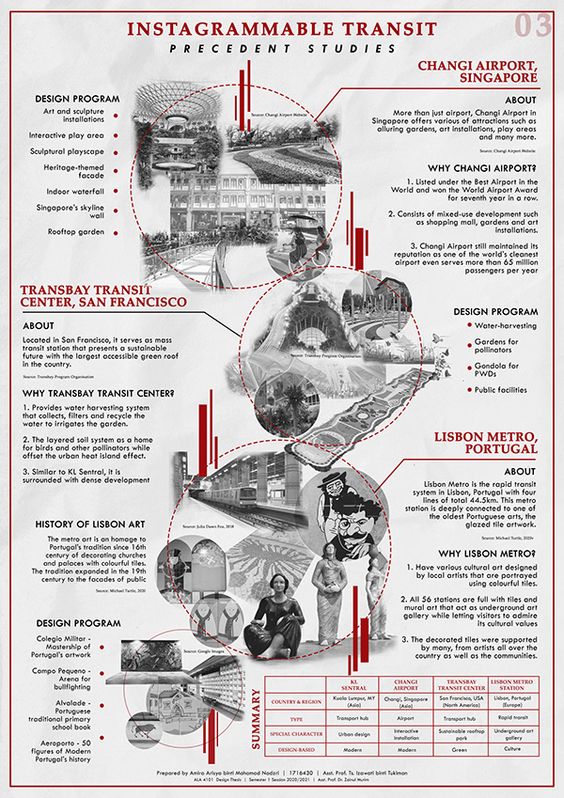 03
INSTAGRAMMABLE TRANSIT
PRECEDENT STUDIES
CHANGI AIRPORT,
SINGAPORE
DESIGN PROGRAM
Art and sculpture
installations
Interactive play area
Sculptural playscape
Heritage-themed
facade
Indoor waterfall
Singapore's skyline
wall
Rooftop garden
Source: Changi Airport Website
ABOUT
More than just airport, Changi Airport in
Singapore offers various of attractions such as
alluring gardens, art installations, play areas
and many more.
Source: Changi Airport Website
WHY CHANGI AIRPORT?
1. Listed under the Best Airport in the
World and won the World Airport Award
for seventh year in a row.
2. Consists of mixed-use development such
as shopping mall, gardens and art
installations.
3. Changi Airport still maintained its
reputation as one of the world's cleanest
airport even serves more than 65 million
passengers per year
TRANSBAY TRANSIT
CENTER, SAN FRANCISCO
ABOUT
Located in San Francisco, it serves as mass
transit station that presents a sustainable
future with the largest accessible green roof
in the country.
Source: Transbay Program Organisation
WHY TRANSBAY TRANSIT CENTER?
1. Provides water harvesting system
that collects, filters and recycle the
water to irrigates the garden.
2. The layered soil system as a home
for birds and other pollinators while
offset the urban heat island effect.
3. Similar to KL Sentral, it is
surrounded with dense development
Source: Transbay Program Organisation
DESIGN PROGRAM
Water-harvesting
Gardens for
pollinators
Gondola for
PWDs
Public facilities
LISBON METRO,
PORTUGAL
ABOUT
Lisbon Metro is the rapid transit
system in Lisbon, Portugal with four
lines of total 44.5km. This metro
station is deeply connected to one of
the oldest Portuguese arts, the
glazed tile artwork.
WHY LISBON METRO?
1. Have various cultural art designed
by local artists that are portrayed
using colourful tiles.
2. All 56 stations are full with tiles and
mural art that act as underground art
gallery while letting visitors to admire
its cultural values
3. The decorated tiles were supported
by many, from artists all over the
country as well as the communities.
HISTORY OF LISBON ART
The metro art is an homage to
Portugal's tradition since 16th
century of decorating churches
and palaces with colourful tiles.
The tradition expanded in the 19th
century to the facades of public
Source: Michael Turtle, 2020
Source: Google Images
DESIGN PROGRAM
Colegio Militar -
Mastership of
Portugal's artwork
Campo Pequeno -
Arena for
bullfighting
Alvalade -
Portuguese
traditional primary
school book
Aeroporto - 50
figures of Modern
Portugal's history
SUMMARY
KL SENTRAL CHANGI AIRPORT TRANSBAY TRANSIT CENTER LISBON METRO STATION
COUNTRY & REGION Kuala Lumpur, MY (Asia) Changi, Singapore (Asia) San Francisco, USA (North America) Lisbon, Portugal (Europe)
TYPE Transport hub Airport Transport hub Rapid transit
SPECIAL CHARACTER Urban design Interactive Installation Sustainable rooftop park Underground art gallery
DESIGN-BASED Modern Modern Green Culture
Prepared by Amira Arisya binti Mohamad Nadari | 1716420 | Asst. Prof. Ts. Izawati binti Tukiman
ALA 4101 Design Thesis | Semester 1 Session 2020/2021 | Asst. Prof. Dr. Zainul Murim